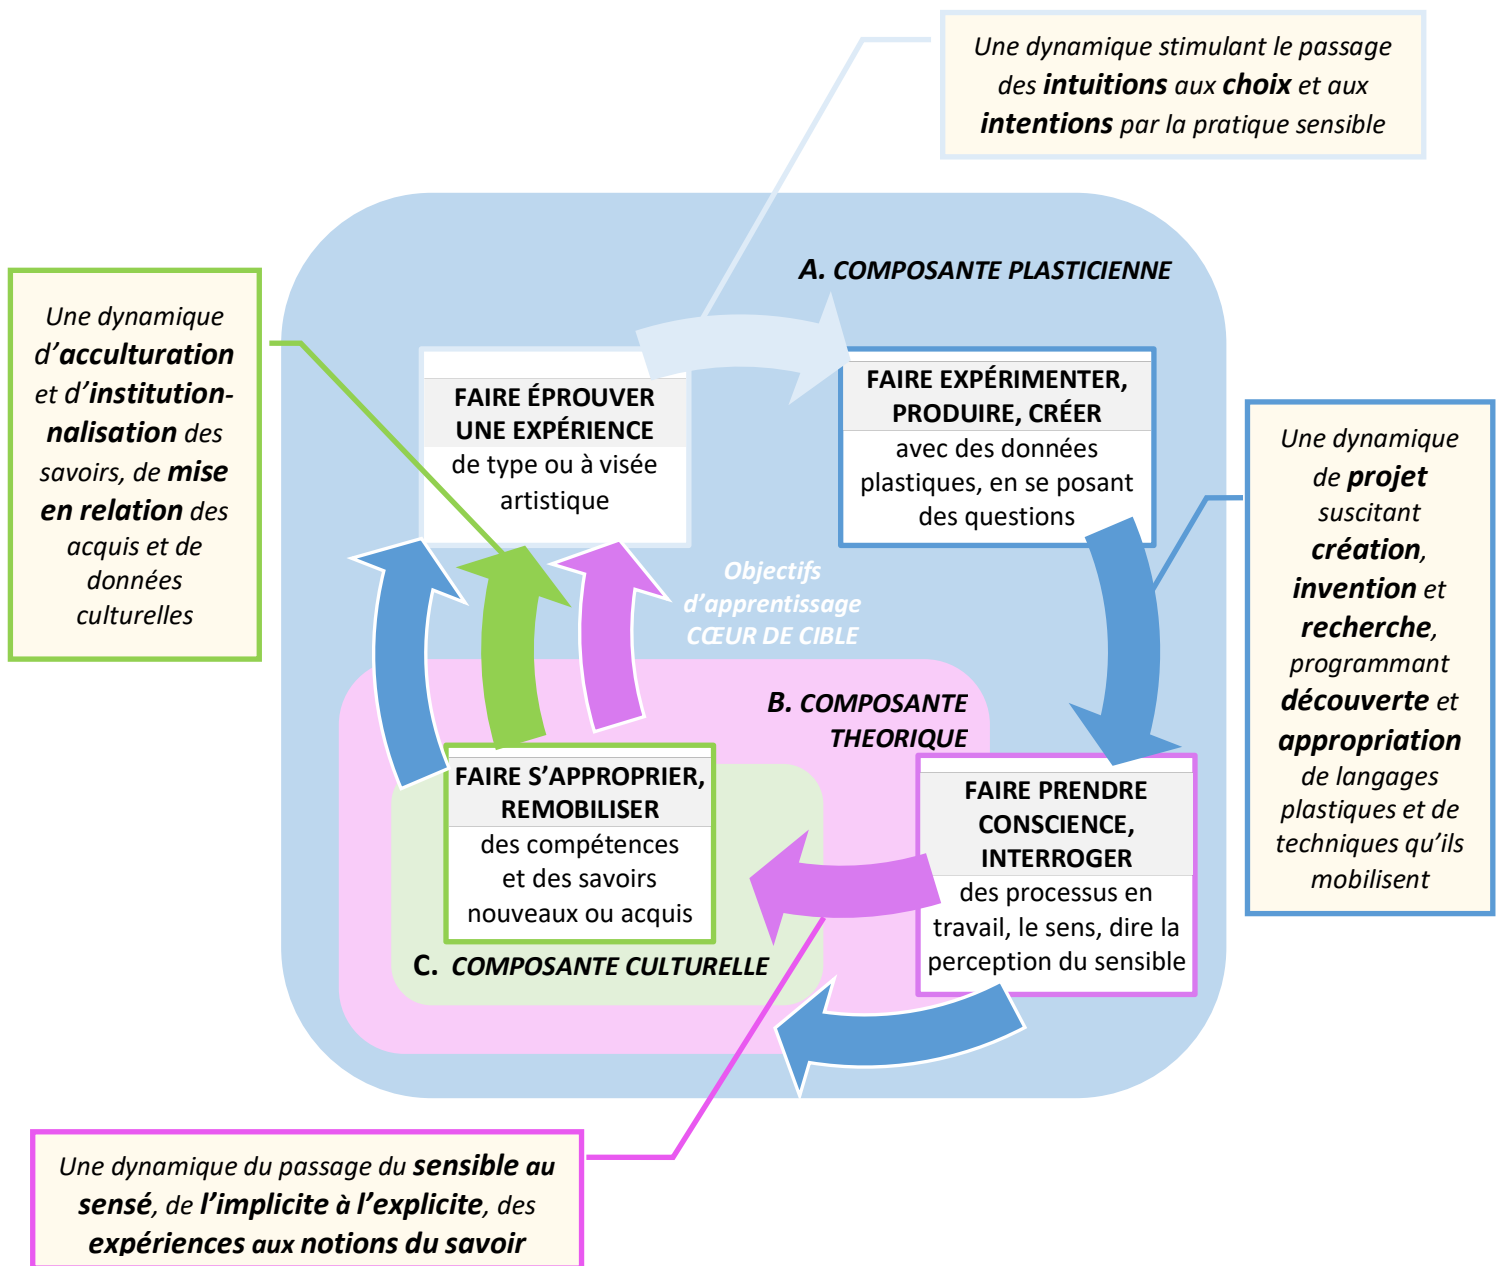 Une dynamique stimulant le passage
des intuitions aux choix et aux
intentions par la pratique sensible
A. COMPOSANTE PLASTICIENNE
Une dynamique
d’acculturation
et d’institution-
nalisation des
savoirs, de mise
en relation des
acquis et de
données
culturelles
FAIRE ÉPROUVER
UNE EXPÉRIENCE
de type ou à visée
artistique
FAIRE EXPÉRIMENTER,
PRODUIRE, CRÉER
avec des données
plastiques, en se posant
des questions
Une dynamique
de projet
suscitant
création,
invention et
recherche,
programmant
découverte et
appropriation
de langages
plastiques et de
techniques qu’ils
mobilisent
Objectifs
d’apprentissage
CŒUR DE CIBLE
B. COMPOSANTE
THEORIQUE
FAIRE S’APPROPRIER,
REMOBILISER
des compétences
et des savoirs
nouveaux ou acquis
FAIRE PRENDRE
CONSCIENCE,
INTERROGER
des processus en
travail, le sens, dire la
perception du sensible
C. COMPOSANTE CULTURELLE
Une dynamique du passage du sensible au
sensé, de l’implicite à l’explicite, des
expériences aux notions du savoir